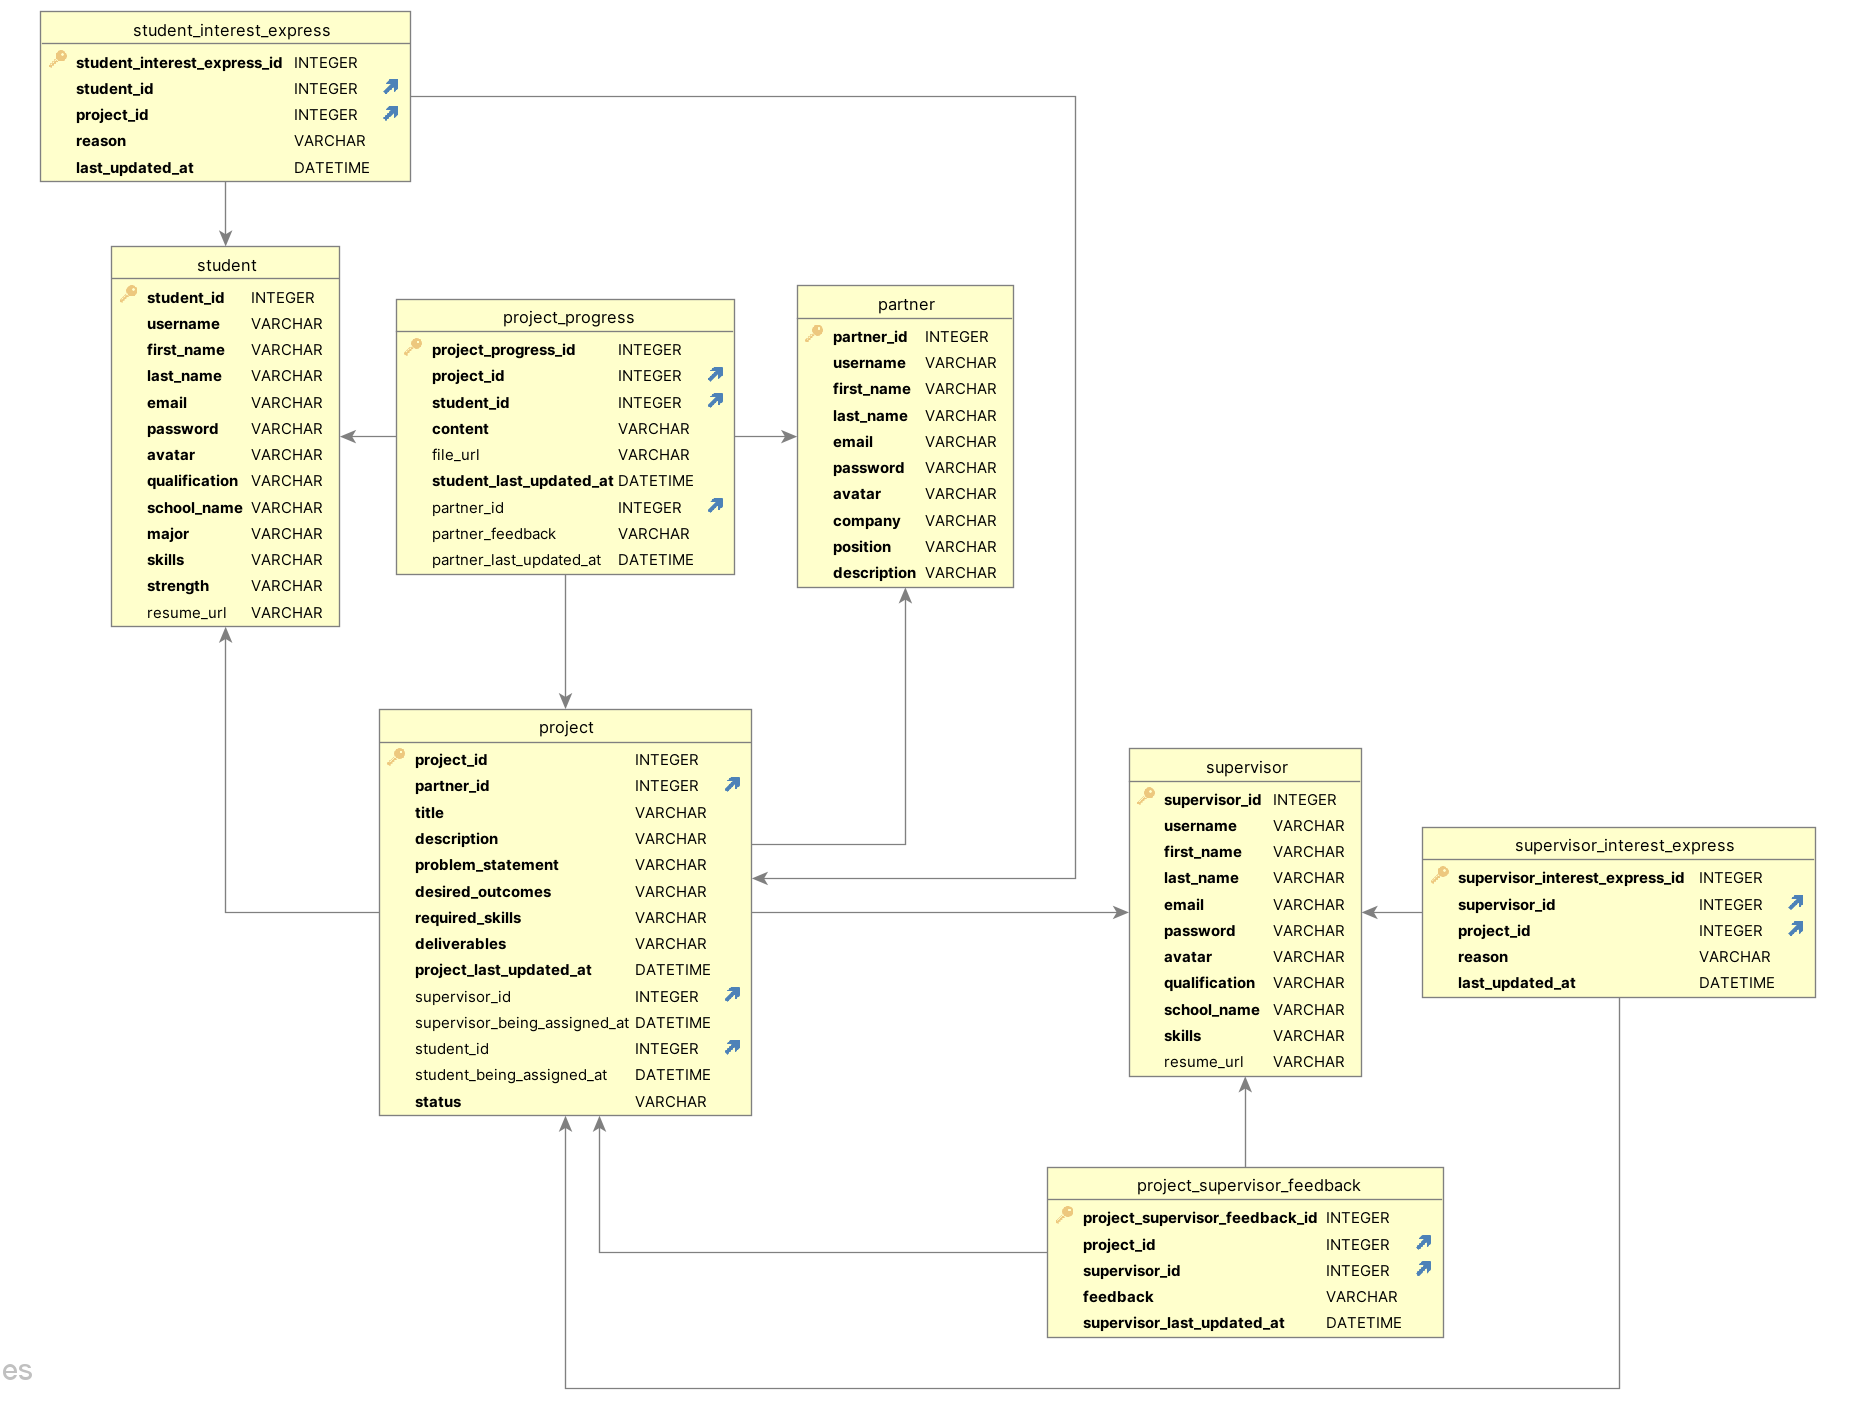 student_interest_express
student_interest_express_id INTEGER
student_id INTEGER
project_id INTEGER
reason VARCHAR
last_updated_at DATETIME
student
student_id INTEGER
username VARCHAR
first_name VARCHAR
last_name VARCHAR
email VARCHAR
password VARCHAR
avatar VARCHAR
qualification VARCHAR
school_name VARCHAR
major VARCHAR
skills VARCHAR
strength VARCHAR
resume_url VARCHAR
project_progress
project_progress_id INTEGER
project_id INTEGER
student_id INTEGER
content VARCHAR
file_url VARCHAR
student_last_updated_at DATETIME
partner_id INTEGER
partner_feedback VARCHAR
partner_last_updated_at DATETIME
partner
partner_id INTEGER
username VARCHAR
first_name VARCHAR
last_name VARCHAR
email VARCHAR
password VARCHAR
avatar VARCHAR
company VARCHAR
position VARCHAR
description VARCHAR
project
project_id INTEGER
partner_id INTEGER
title VARCHAR
description VARCHAR
problem_statement VARCHAR
desired_outcomes VARCHAR
required_skills VARCHAR
deliverables VARCHAR
project_last_updated_at DATETIME
supervisor_id INTEGER
supervisor_being_assigned_at DATETIME
student_id INTEGER
student_being_assigned_at DATETIME
status VARCHAR
supervisor
supervisor_id INTEGER
username VARCHAR
first_name VARCHAR
last_name VARCHAR
email VARCHAR
password VARCHAR
avatar VARCHAR
qualification VARCHAR
school_name VARCHAR
skills VARCHAR
resume_url VARCHAR
supervisor_interest_express
supervisor_interest_express_id INTEGER
supervisor_id INTEGER
project_id INTEGER
reason VARCHAR
last_updated_at DATETIME
project_supervisor_feedback
project_supervisor_feedback_id INTEGER
project_id INTEGER
supervisor_id INTEGER
feedback VARCHAR
supervisor_last_updated_at DATETIME
es